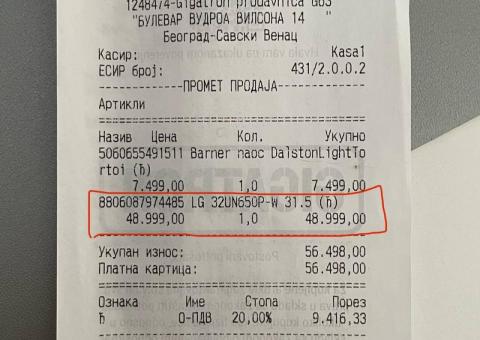 1248474-Gigatron prodavnica G03
"БУЛЕВАР ВУДРОА ВИЛСОНА 14 "
Београд-Савски Венац
Касир: Kasa1
ЕСИР број: 431/2.0.0.2
ПРОМЕТ ПРОДАЈА
Артикли
Назив Цена Кол. Укупно
5060655491511 Barner naoc DalstonLightTo
rtoi (ђ)
7.499,00 1,0 7.499,00
8806087974485 LG 32UN650P-W 31.5 (ђ)
48.999,00 1,0 48.999,00
Укупан износ: 56.498,00
Платна картица: 56.498,00
Ознака Име Стопа Порез
ђ О-ПДВ 20,00% 9.416,33